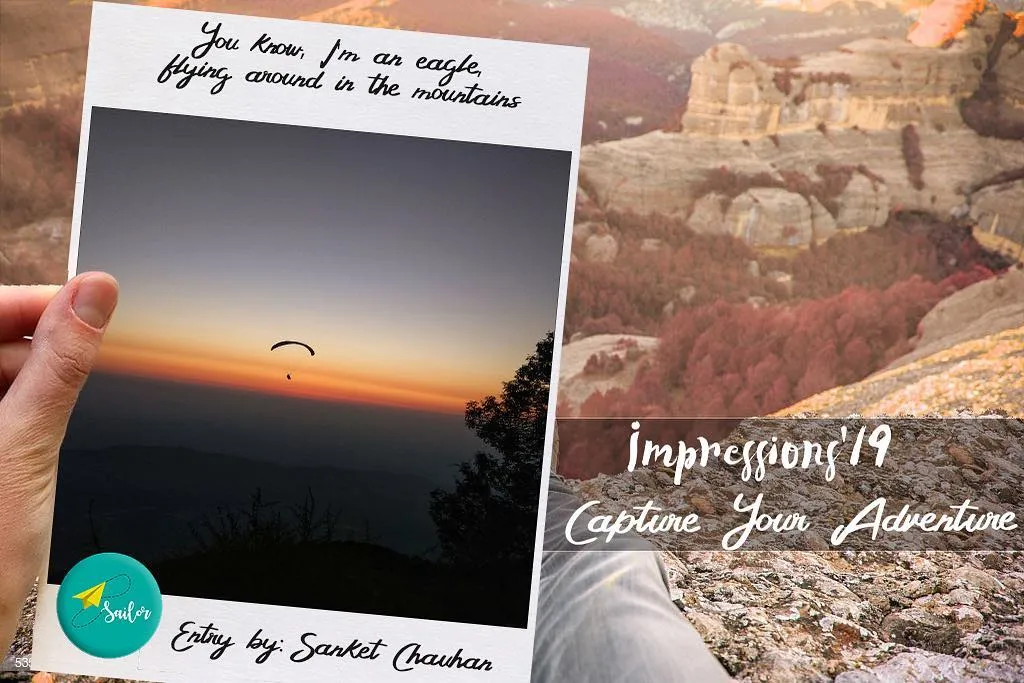 You Know, I'm an eagle,
flying around in the mountains
Impressions'19
Capture Your Adventure
Sailor
Entry by: Sanket Chauhan